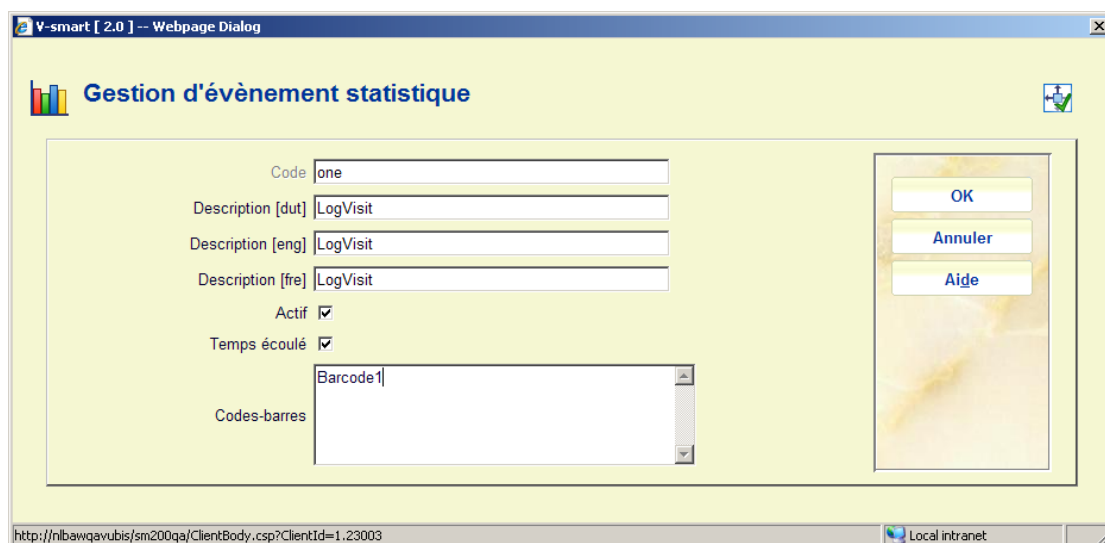 V-smart [ 2.0 ] -- Webpage Dialog
Gestion d'évènement statistique
Code one
Description [dut] LogVisit
Description [eng] LogVisit
Description [fre] LogVisit
Actif
Temps écoulé
Codes-barres Barcode1
OK
Annuler
Aide
http://nlbawqavubis/sm200qa/ClientBody.csp?ClientId=1.23003
Local intranet